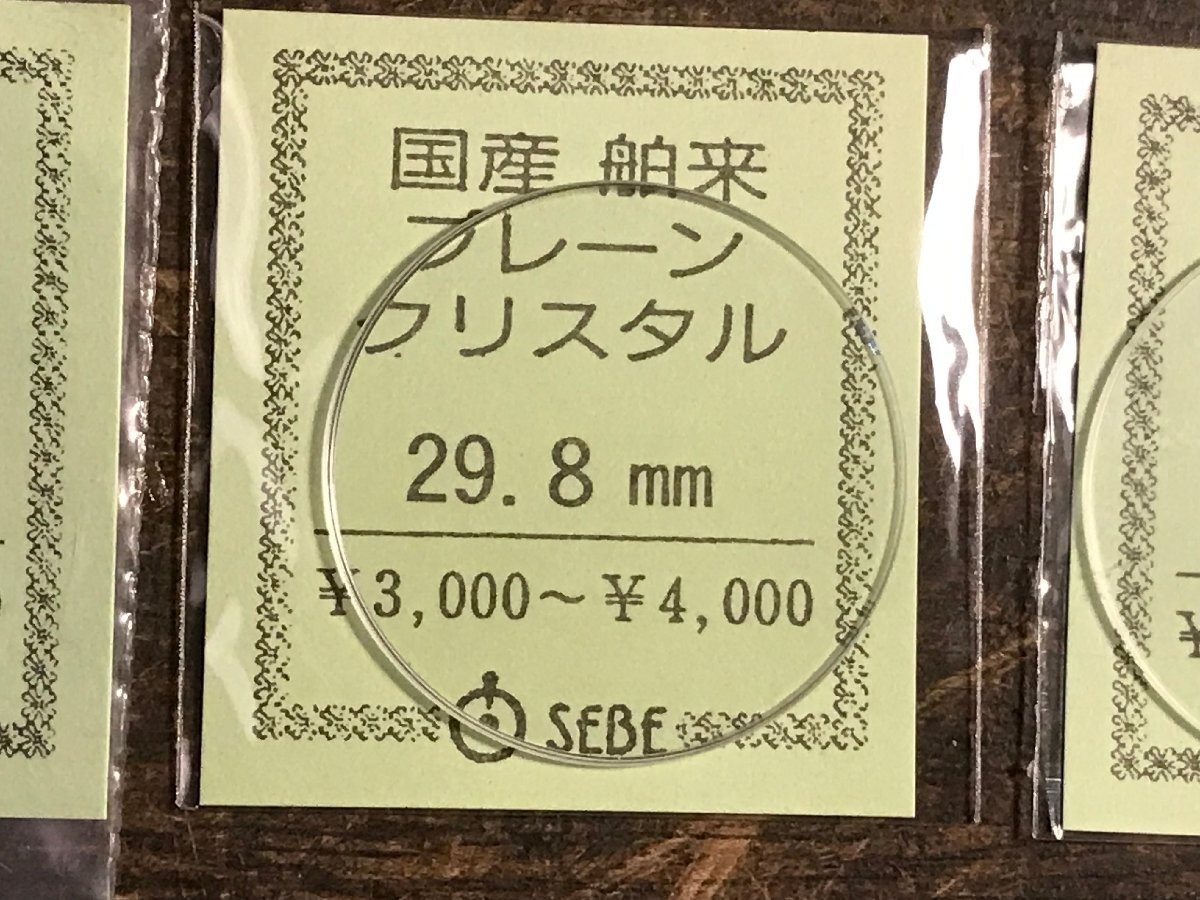 国産 舶来
プレーン
クリスタル
29.8 mm
¥3,000～¥4,000
SEBE
¥